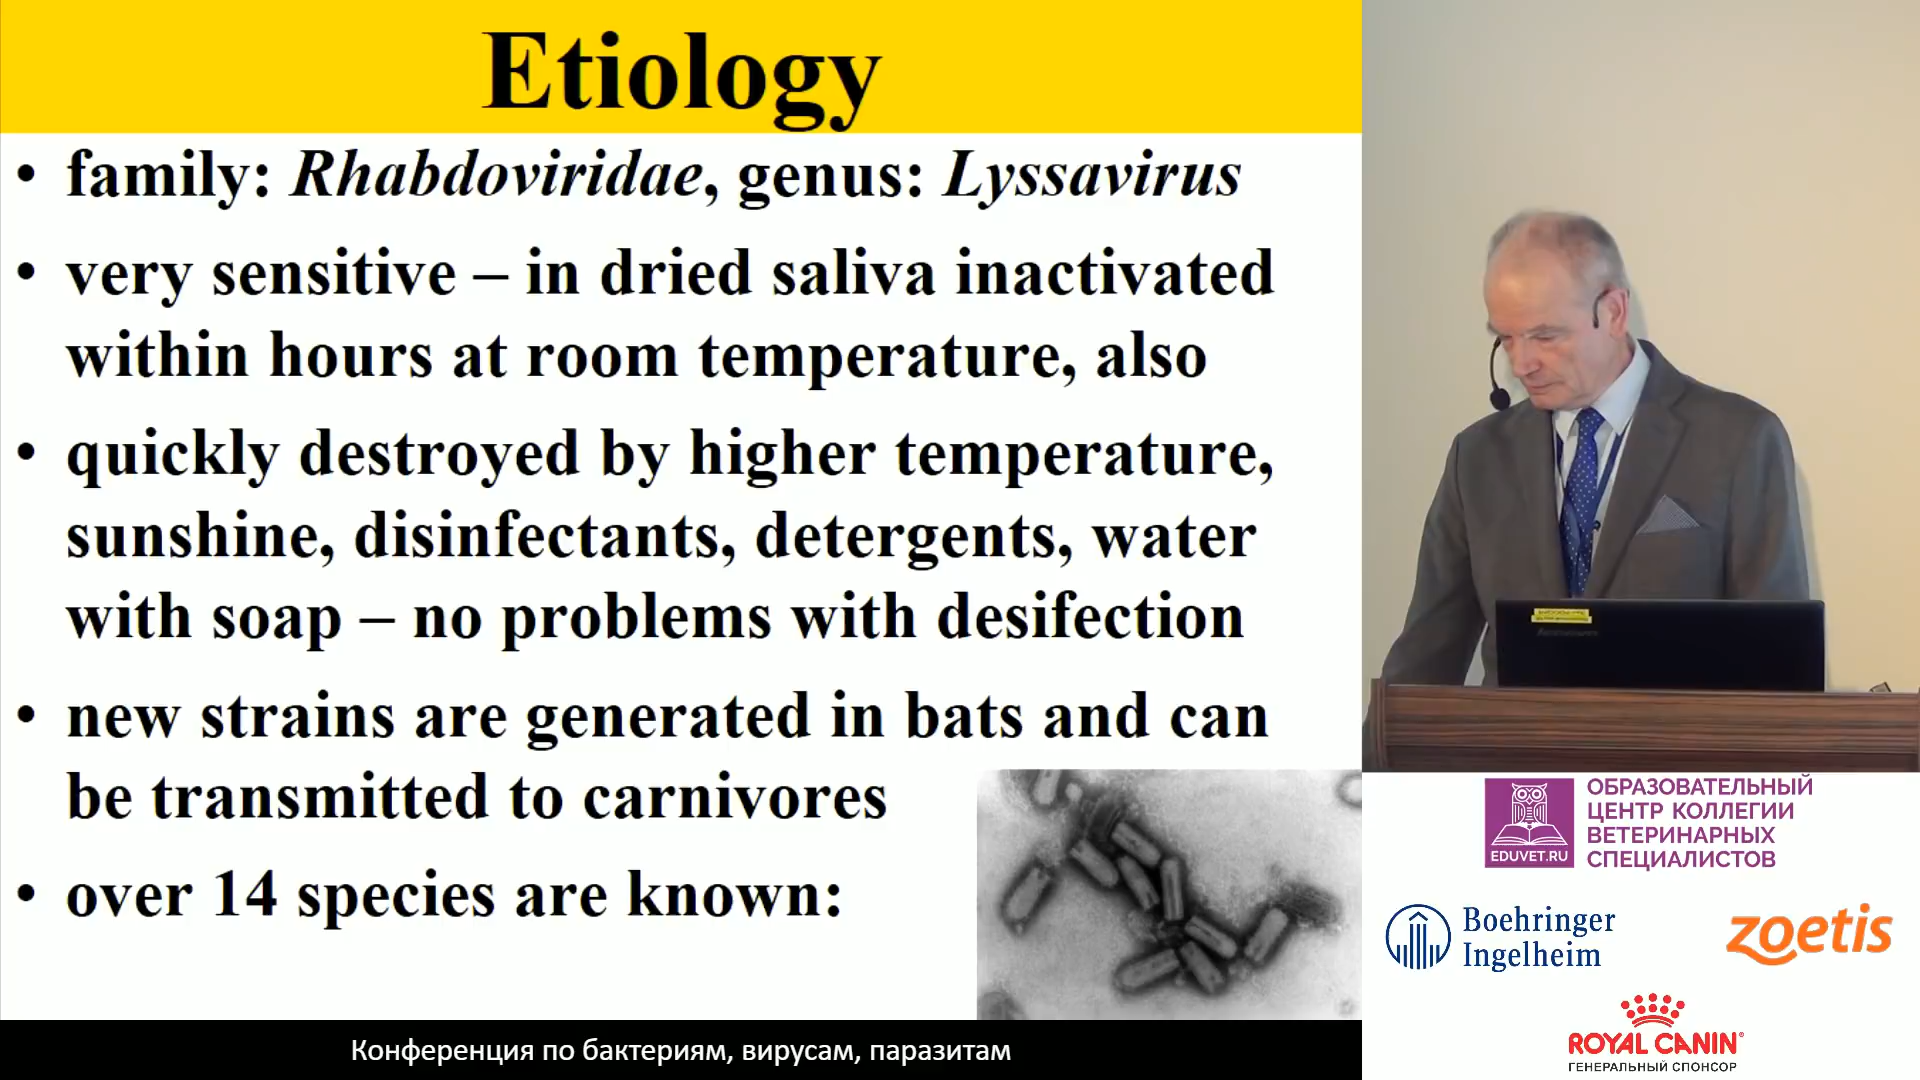 Etiology
• family: Rhabdoviridae, genus: Lyssavirus
• very sensitive – in dried saliva inactivated
within hours at room temperature, also
• quickly destroyed by higher temperature,
sunshine, disinfectants, detergents, water
with soap – no problems with desifection
• new strains are generated in bats and can
be transmitted to carnivores
• over 14 species are known:
Конференция по бактериям, вирусам, паразитам
EDUVET.RU
ОБРАЗОВАТЕЛЬНЫЙ
ЦЕНТР КОЛЛЕГИИ
ВЕТЕРИНАРНЫХ
СПЕЦИАЛИСТОВ
Boehringer
Ingelheim
zoetis
ROYAL CANIN
ГЕНЕРАЛЬНЫЙ СПОНСОР